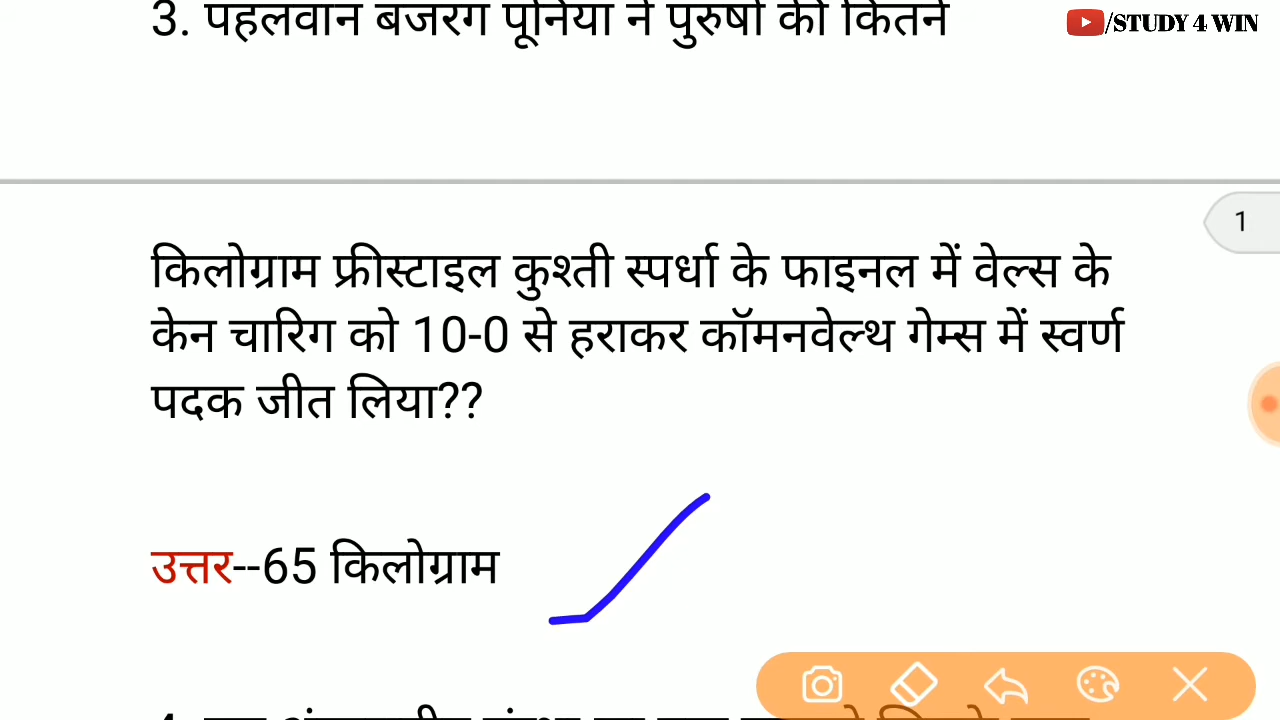 3. पहलवान बजरंग पूनिया ने पुरुषों की कितने
/STUDY 4 WIN
1
किलोग्राम फ्रीस्टाइल कुश्ती स्पर्धा के फाइनल में वेल्स के
केन चारिग को 10-0 से हराकर कॉमनवेल्थ गेम्स में स्वर्ण
पदक जीत लिया??
उत्तर--65 किलोग्राम